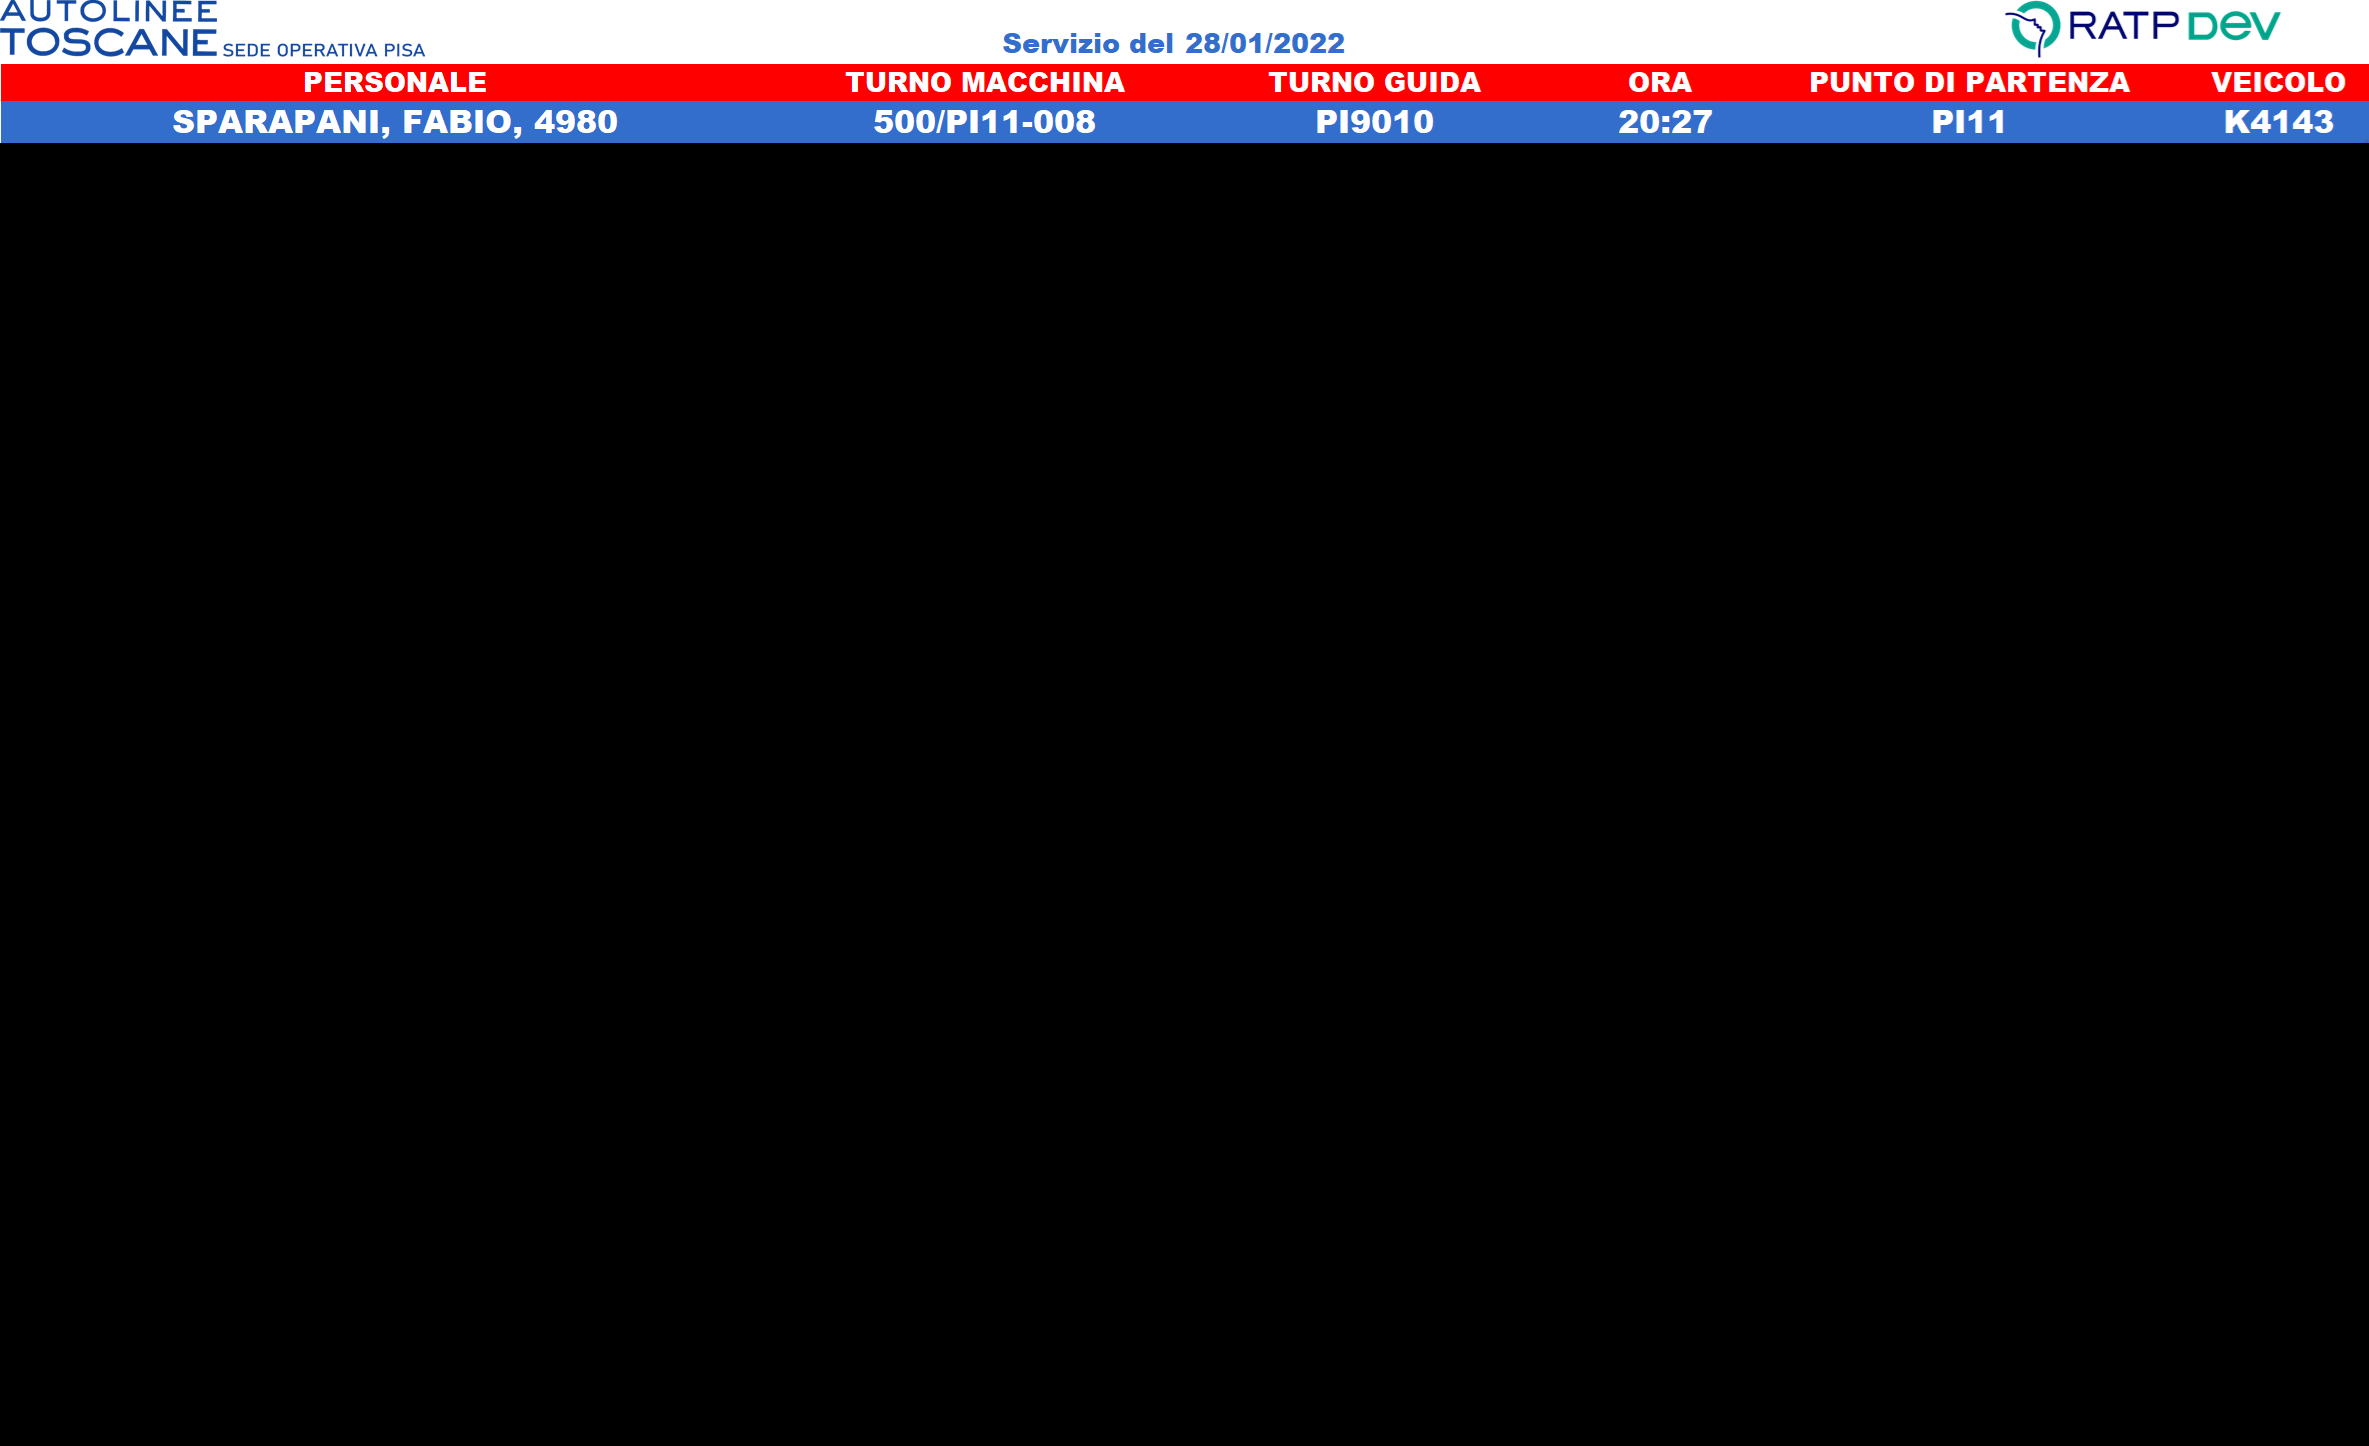 AUTOLINEE
TOSCANE SEDE OPERATIVA PISA
Servizio del 28/01/2022
RATP DEV
PERSONALE TURNO MACCHINA TURNO GUIDA ORA PUNTO DI PARTENZA VEICOLO
SPARAPANI, FABIO, 4980 500/PI11-008 PI9010 20:27 PI11 K4143